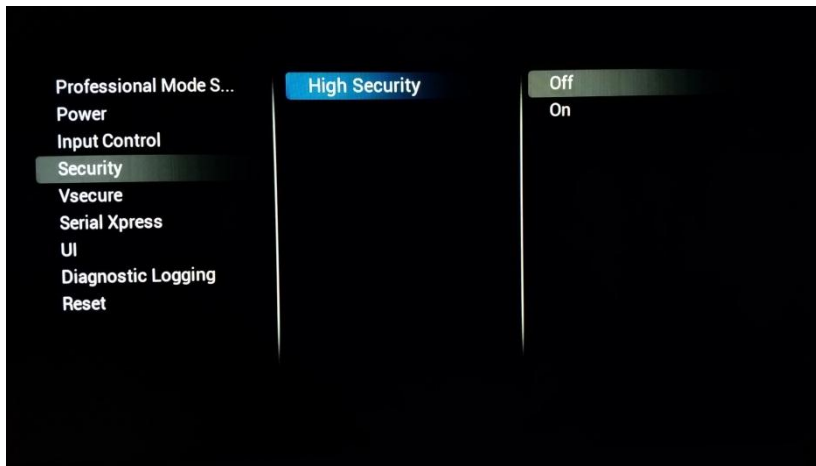 Professional Mode S...
Power
Input Control
Security
Vsecure
Serial Xpress
UI
Diagnostic Logging
Reset
High Security
Off
On